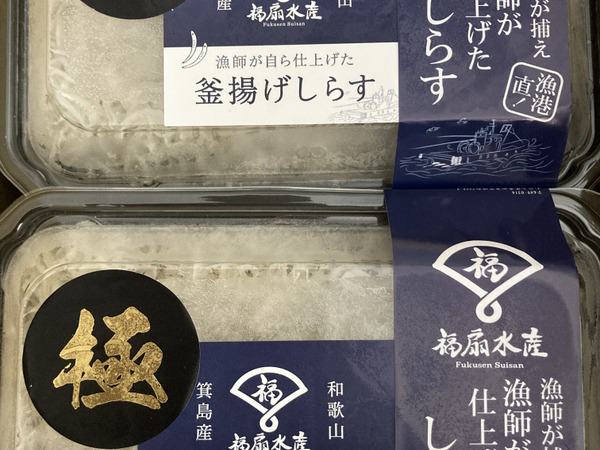 山
産
福扇水産
Fukusen Suisan
漁師が自ら仕上げた
釜揚げしらす
が捕え
師が
上げた
しらす
漁港
直!
福
福扇水産
Fukusen Suisan
極
和歌山
箕島産
福
福扇水産
漁師が捕
漁師が
仕上
し